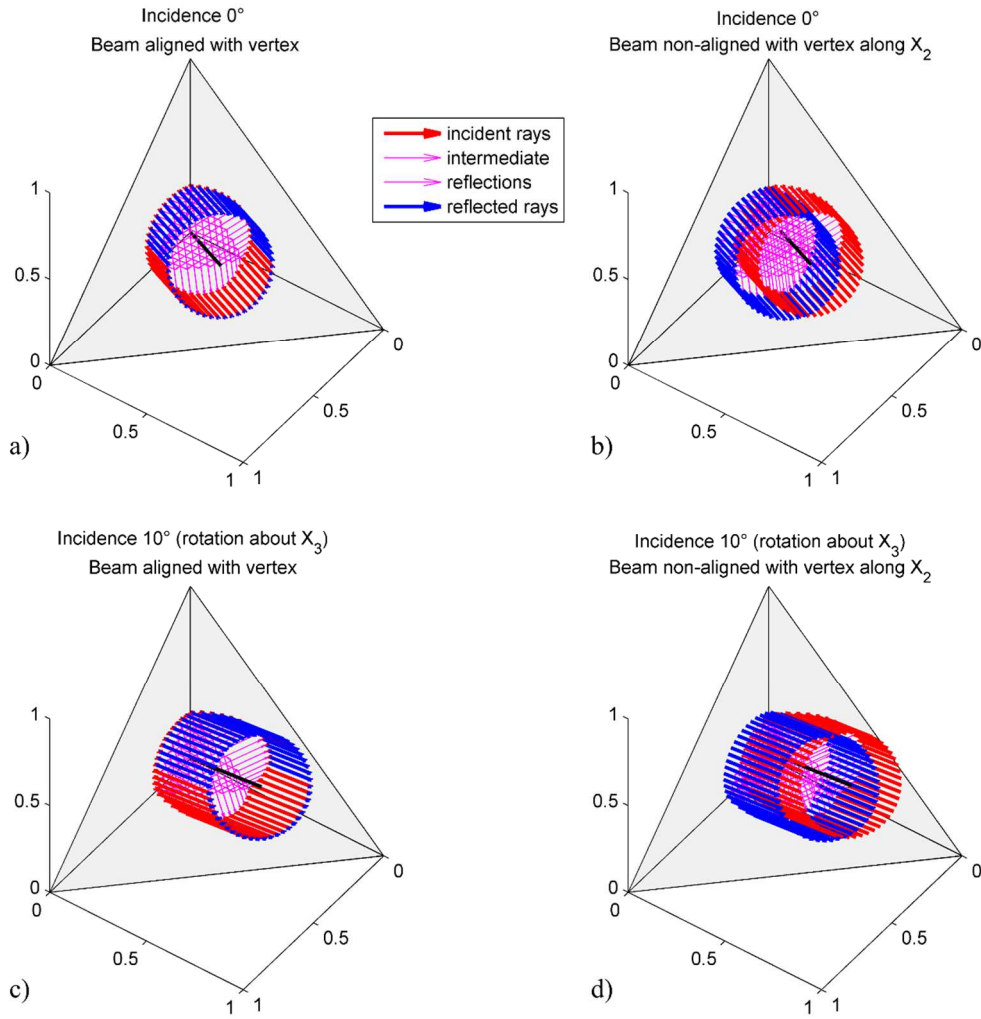 Incidence 0°
Beam aligned with vertex
Incidence 0°
Beam non-aligned with vertex along X2
incident rays
intermediate
reflections
reflected rays
1
0.5
0
0
0.5
1
1
0.5
0
a)
1
0.5
0
0
0.5
1
1
0.5
0
b)
Incidence 10° (rotation about X3)
Beam aligned with vertex
Incidence 10° (rotation about X3)
Beam non-aligned with vertex along X2
1
0.5
0
0
0.5
1
1
0.5
0
c)
1
0.5
0
0
0.5
1
1
0.5
0
d)